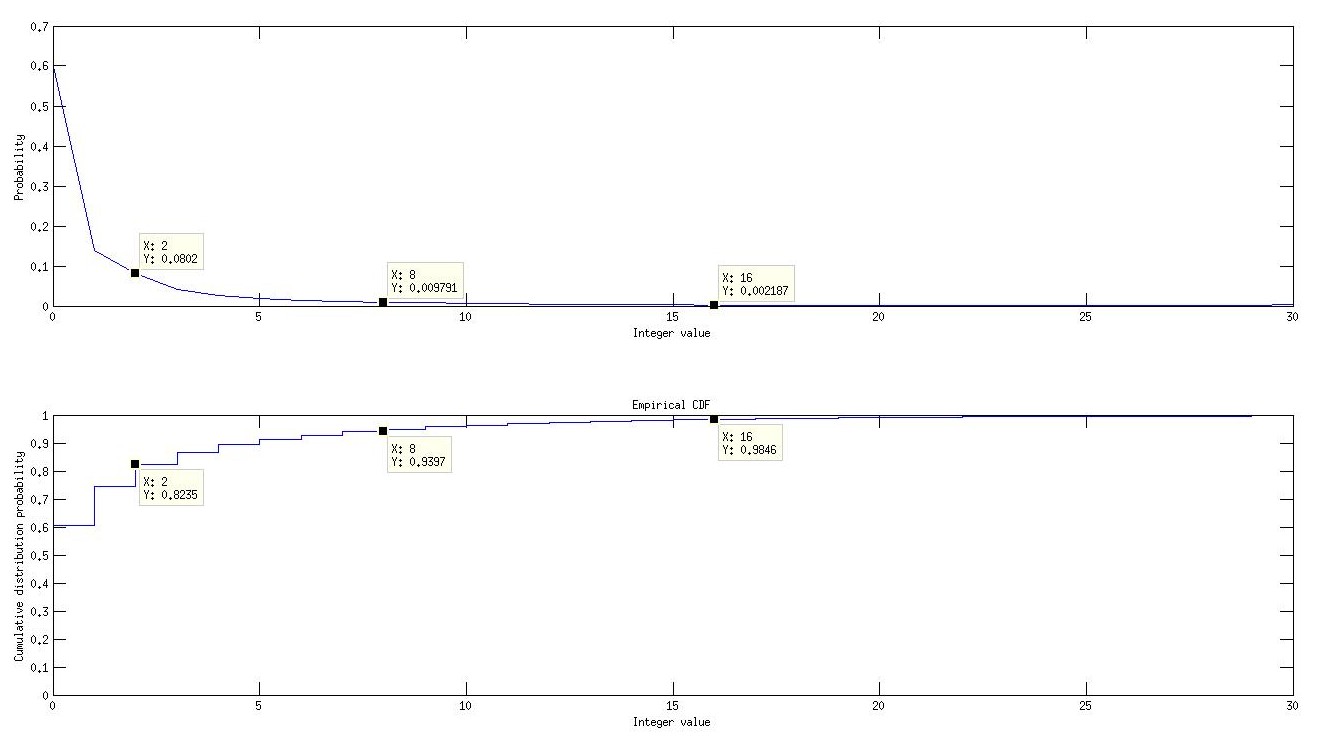 0.7
0.6
0.5
0.4
0.3
0.2
0.1
0
Probability
X: 2
Y: 0.0802
X: 8
Y: 0.009791
X: 16
Y: 0.002187
0 5 10 15 20 25 30
Integer value
Empirical CDF
1
0.9
0.8
0.7
0.6
0.5
0.4
0.3
0.2
0.1
0
Cumulative distribution probability
X: 2
Y: 0.8235
X: 8
Y: 0.9397
X: 16
Y: 0.9846
0 5 10 15 20 25 30
Integer value